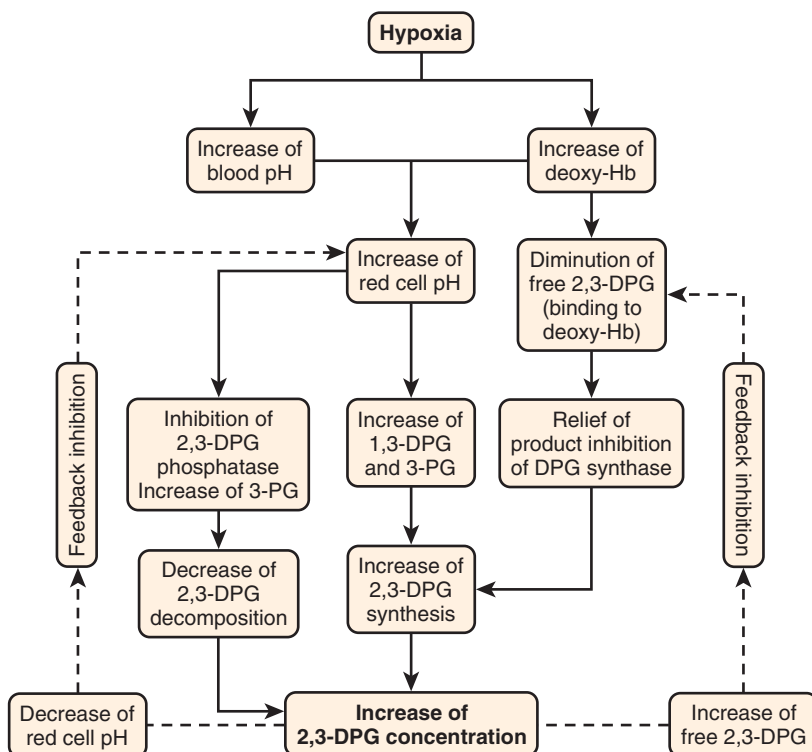 Hypoxia
Increase of
blood pH
Increase of
deoxy-Hb
Increase of
red cell pH
Diminution of
free 2,3-DPG
(binding to
deoxy-Hb)
Feedback inhibition
Inhibition of
2,3-DPG
phosphatase
Increase of 3-PG
Increase of
1,3-DPG
and 3-PG
Relief of
product inhibition
of DPG synthase
Feedback inhibition
Decrease of
2,3-DPG
decomposition
Increase of
2,3-DPG
synthesis
Decrease of
red cell pH
Increase of
2,3-DPG concentration
Increase of
free 2,3-DPG